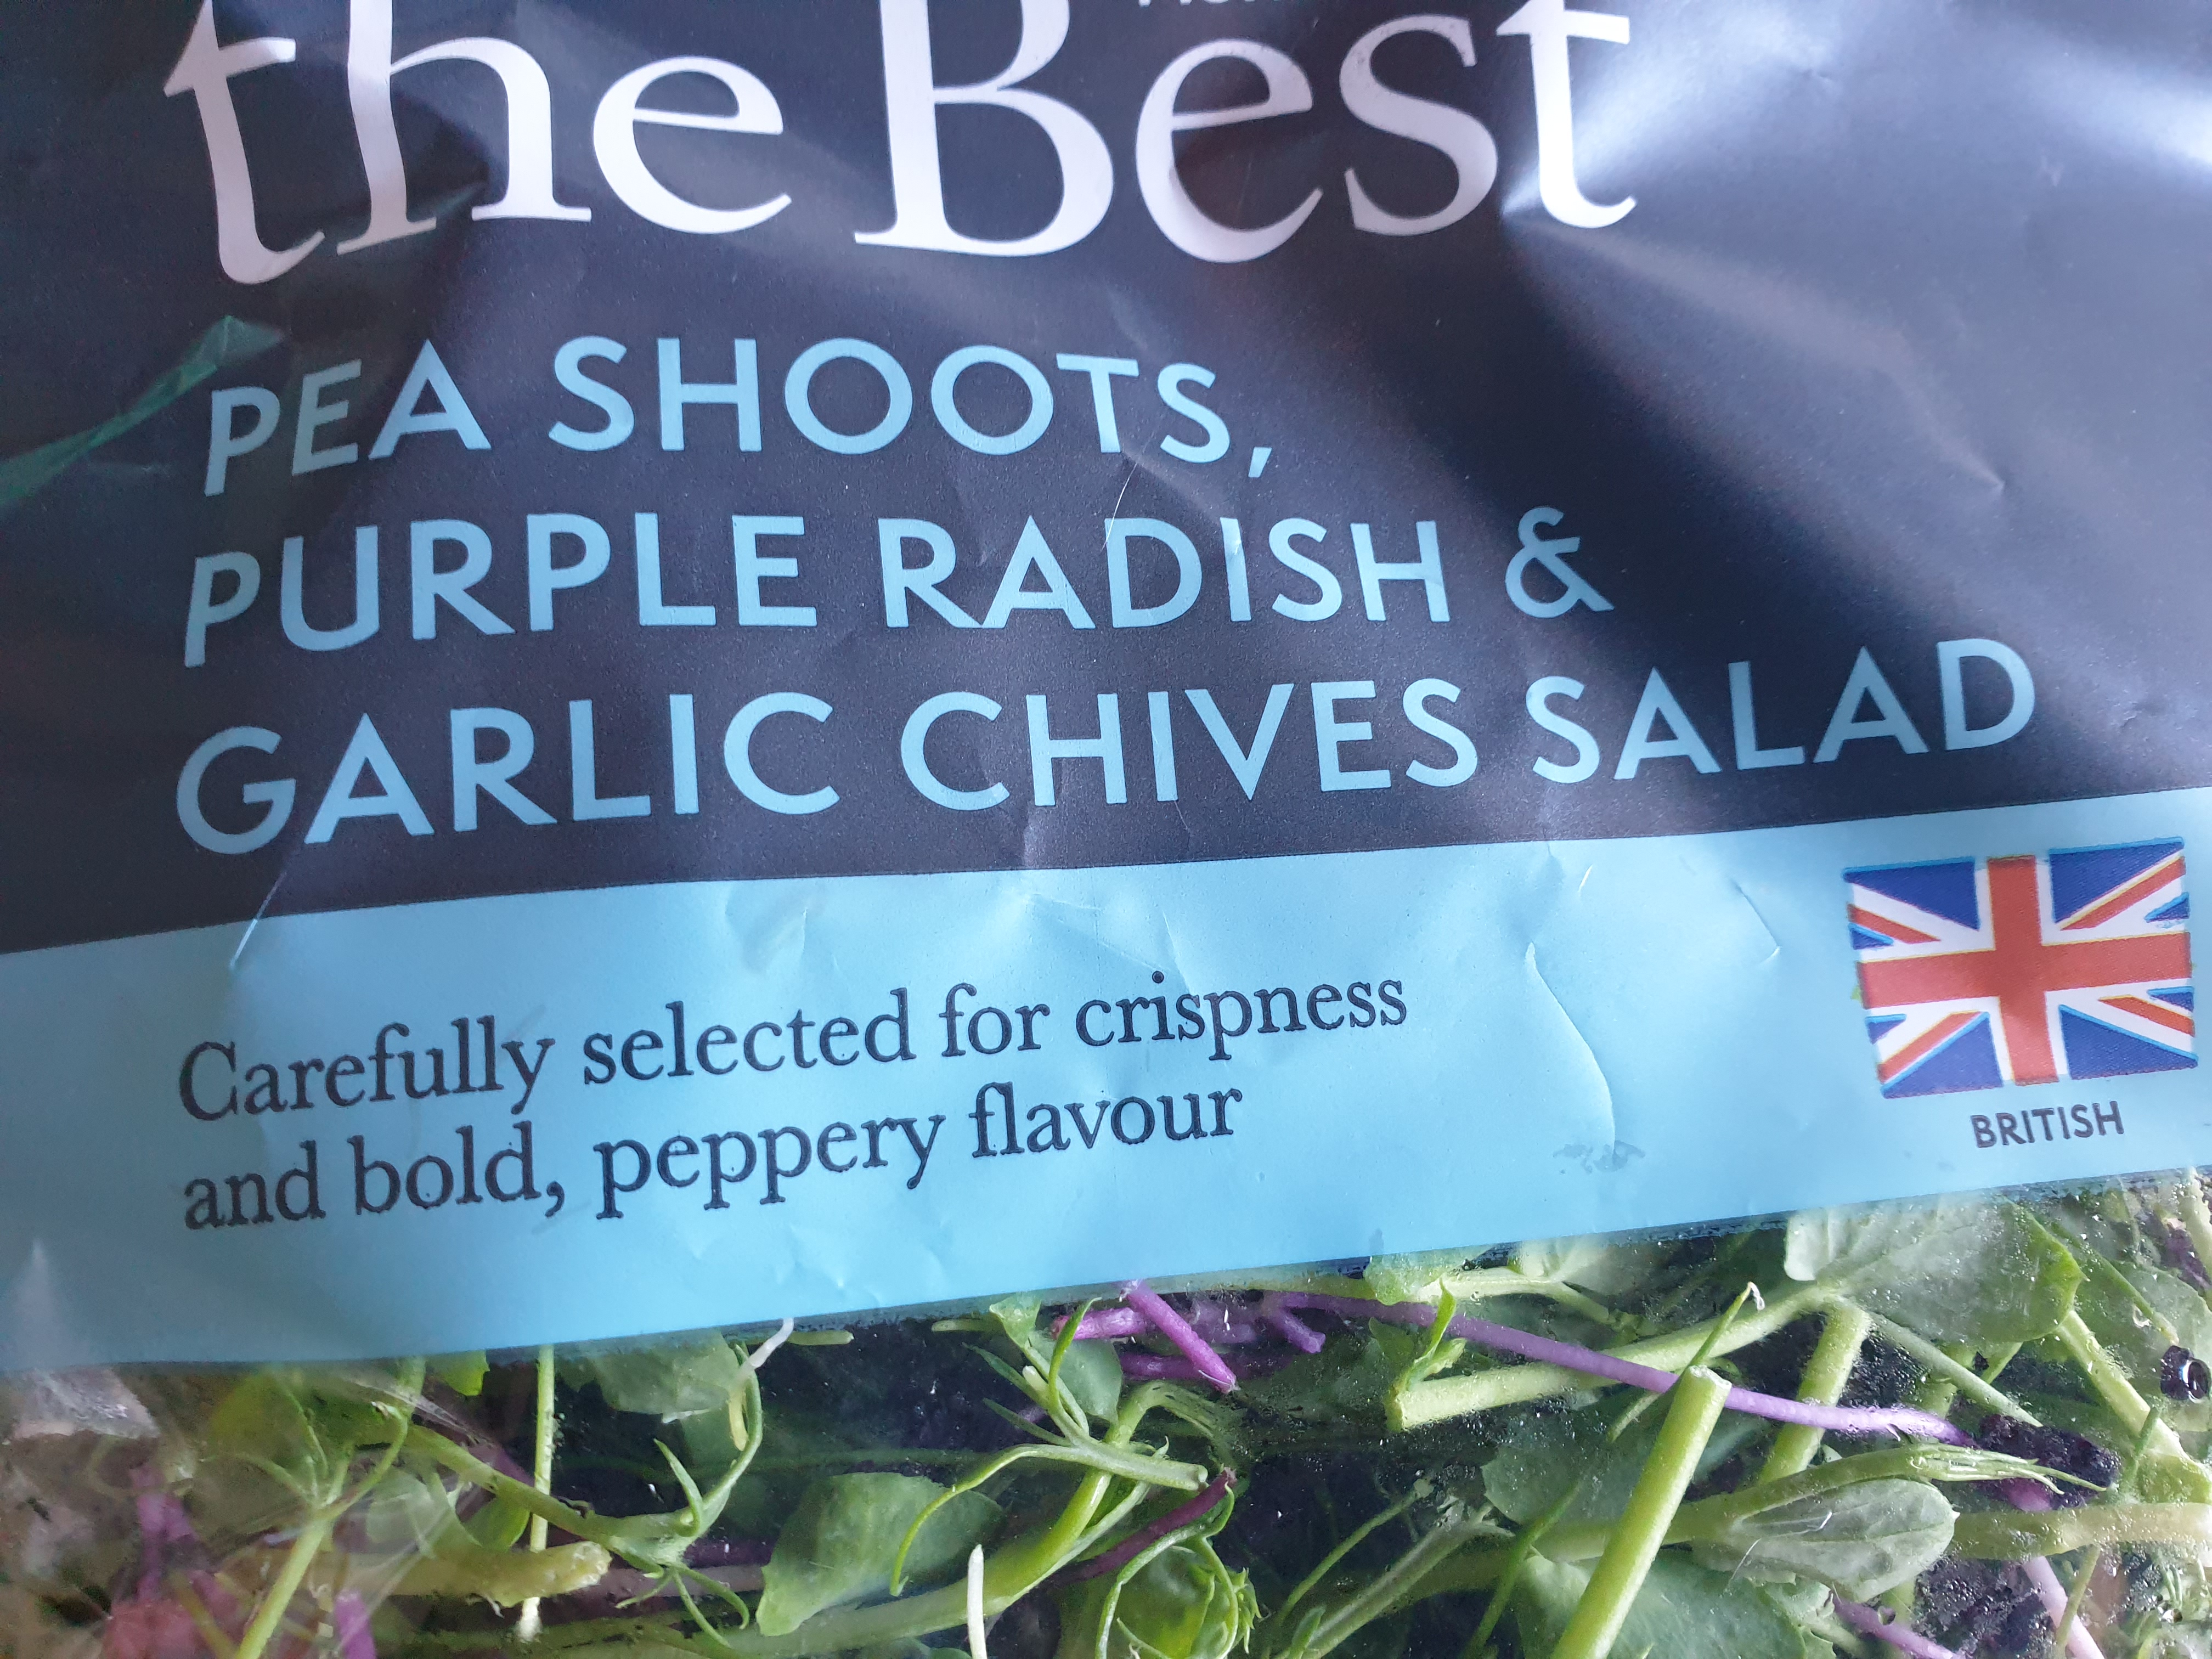 the Best
PEA SHOOTS,
PURPLE RADISH &
GARLIC CHIVES SALAD
Carefully selected for crispness
and bold, peppery flavour
BRITISH